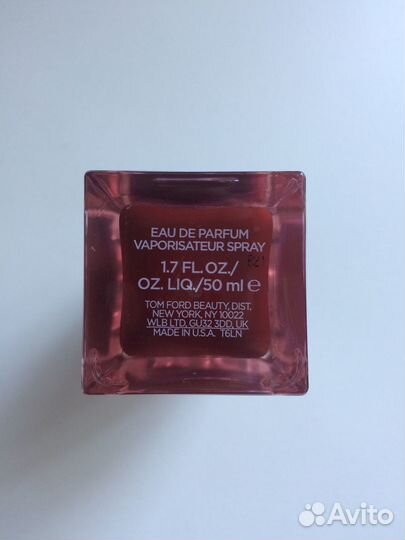 EAU DE PARFUM
VAPORISATEUR SPRAY
1.7 FL.OZ./
OZ. LIQ./50 ml ℮
TOM FORD BEAUTY, DIST.
NEW YORK, NY 10022
WLB LTD, GU32 3DD, UK
MADE IN U.S.A. T6LN
Avito